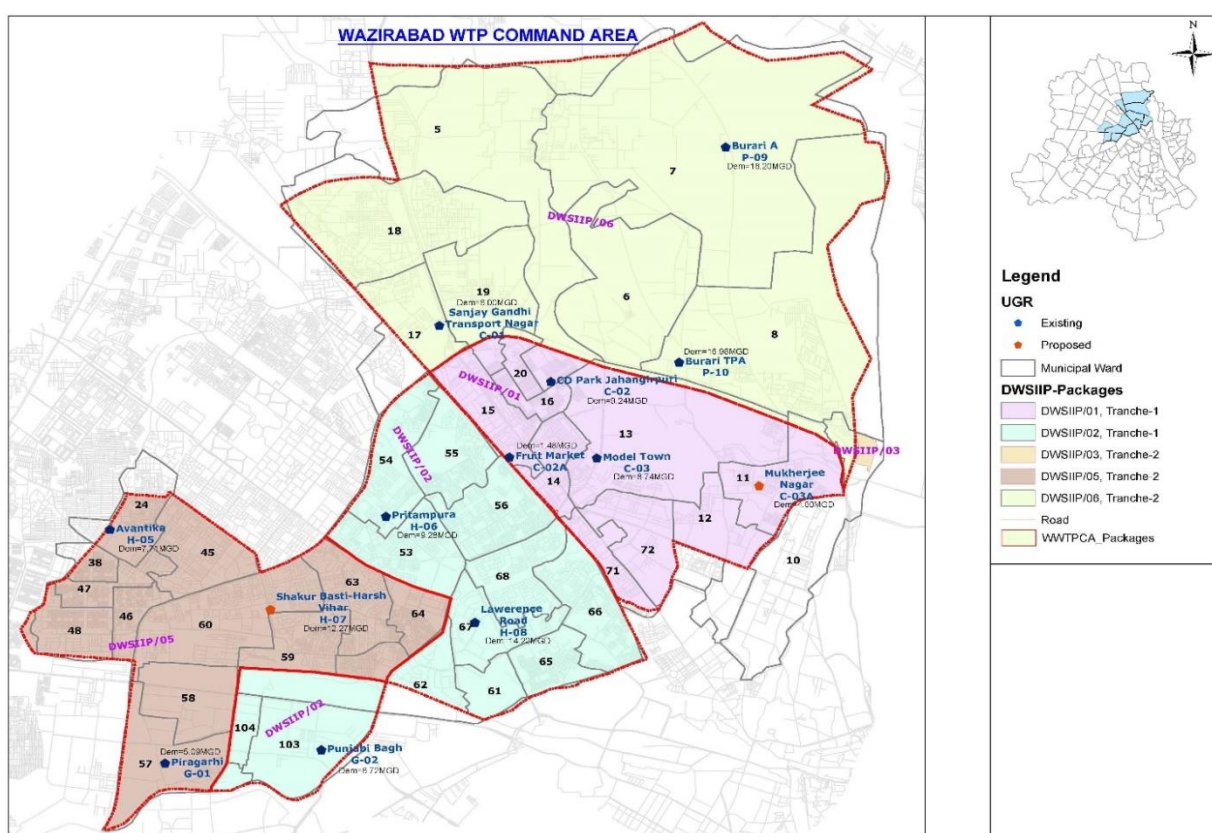 WAZIRABAD WTP COMMAND AREA
N
5
7
Burari A
P-09
Dem=18.20MGD
DWSIIP/06
18
19
Dem=6.00MGD
Sanjay Gandhi
Transport Nagar
C-01
17
6
8
Dem=16.96MGD
Burari TPA
P-10
20
CD Park Jahangirpuri
C-02
Dem=9.24MGD
DWSIIP/01
16
15
13
Dem=1.48MGD
Fruit Market
C-02A
Model Town
C-03
Dem=8.74MGD
14
11
Mukherjee
Nagar
C-03A
Dem=4.00MGD
DWSIIP/03
12
10
72
71
54
55
DWSIIP/02
56
Pritampura
H-06
Dem=9.28MGD
53
68
66
67
Lawerence
Road
H-08
Dem=14.22MGD
65
61
62
24
Avantika
H-05
Dem=7.71MGD
45
38
47
48
46
60
63
64
Shakur Basti-Harsh
Vihar
H-07
Dem=12.27MGD
DWSIIP/05
59
58
104
103
DWSIIP/02
Punjabi Bagh
G-02
Dem=6.72MGD
57
Dem=5.09MGD
Piragarhi
G-01
Legend
UGR
Existing
Proposed
Municipal Ward
DWSIIP-Packages
DWSIIP/01, Tranche-1
DWSIIP/02, Tranche-1
DWSIIP/03, Tranche-2
DWSIIP/05, Tranche-2
DWSIIP/06, Tranche-2
Road
WWTPCA_Packages